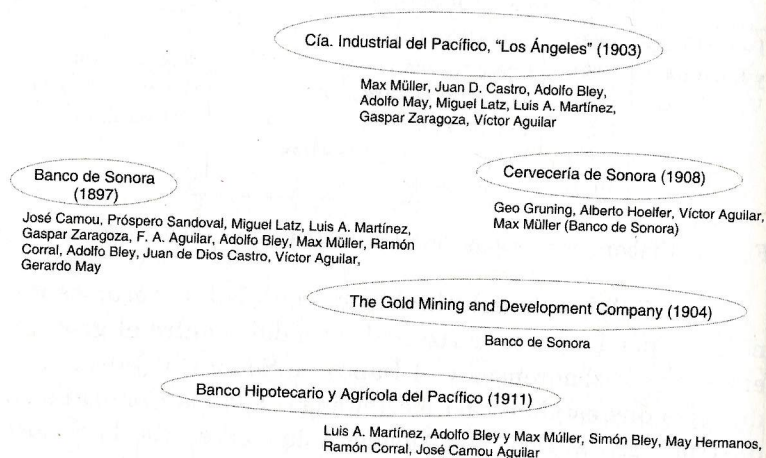 Cía. Industrial del Pacífico, "Los Ángeles" (1903)
Max Müller, Juan D. Castro, Adolfo Bley,
Adolfo May, Miguel Latz, Luis A. Martínez,
Gaspar Zaragoza, Víctor Aguilar
Banco de Sonora
(1897)
José Camou, Próspero Sandoval, Miguel Latz, Luis A. Martínez,
Gaspar Zaragoza, F. A. Aguilar, Adolfo Bley, Max Müller, Ramón
Corral, Adolfo Bley, Juan de Dios Castro, Víctor Aguilar,
Gerardo May
Cervecería de Sonora (1908)
Geo Gruning, Alberto Hoelfer, Víctor Aguilar,
Max Müller (Banco de Sonora)
The Gold Mining and Development Company (1904)
Banco de Sonora
Banco Hipotecario y Agrícola del Pacífico (1911)
Luis A. Martínez, Adolfo Bley y Max Múller, Simón Bley, May Hermanos,
Ramón Corral, José Camou Aguilar